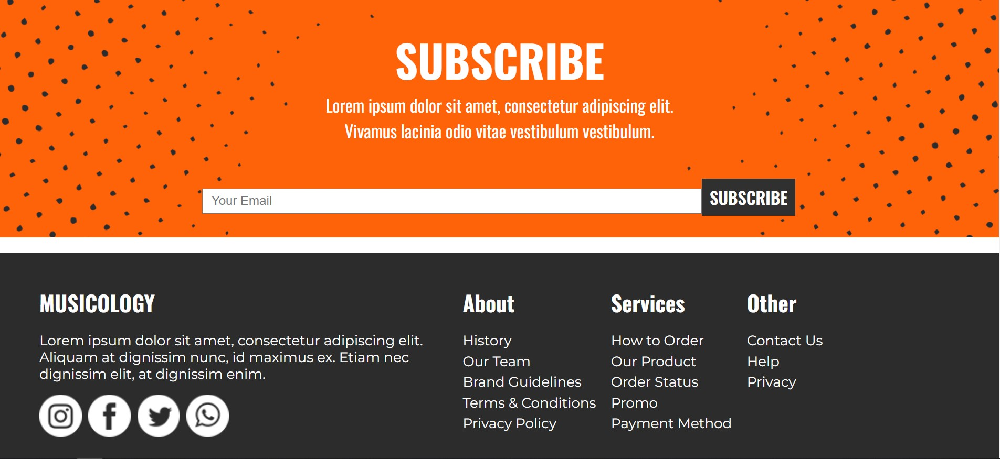 SUBSCRIBE
Lorem ipsum dolor sit amet, consectetur adipiscing elit.
Vivamus lacinia odio vitae vestibulum vestibulum.
Your Email
SUBSCRIBE
MUSICOLOGY
Lorem ipsum dolor sit amet, consectetur adipiscing elit.
Aliquam at dignissim nunc, id maximus ex. Etiam nec
dignissim elit, at dignissim enim.
About
History
Our Team
Brand Guidelines
Terms & Conditions
Privacy Policy
Services
How to Order
Our Product
Order Status
Promo
Payment Method
Other
Contact Us
Help
Privacy